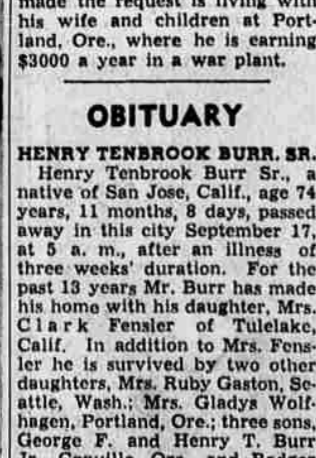 made the request is living with
his wife and children at Port-
land, Ore., where he is earning
$3000 a year in a war plant.
OBITUARY
HENRY TENBROOK BURR. SR.
Henry Tenbrook Burr Sr., a
native of San Jose, Calif., age 74
years, 11 months, 8 days, passed
away in this city September 17,
at 5 a. m., after an illness of
three weeks' duration. For the
past 13 years Mr. Burr has made
his home with his daughter, Mrs.
Clark Fensler of Tulelake,
Calif. In addition to Mrs. Fens-
ler he is survived by two other
daughters, Mrs. Ruby Gaston, Se-
attle, Wash.; Mrs. Gladys Wolf-
hagen, Portland, Ore.; three sons,
George F. and Henry T. Burr
Jr., Ore. and